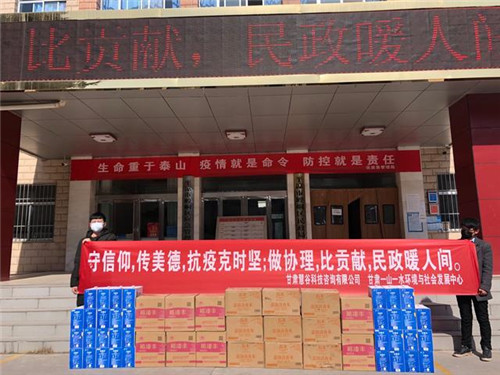 比贡献，民政暖人间
生命重于泰山 疫情就是命令 防控就是责任
守信仰,传美德,抗疫克时坚;做协理,比贡献,民政暖人间。
甘肃慧谷科技咨询有限公司 甘肃一山一水环境与社会发展中心